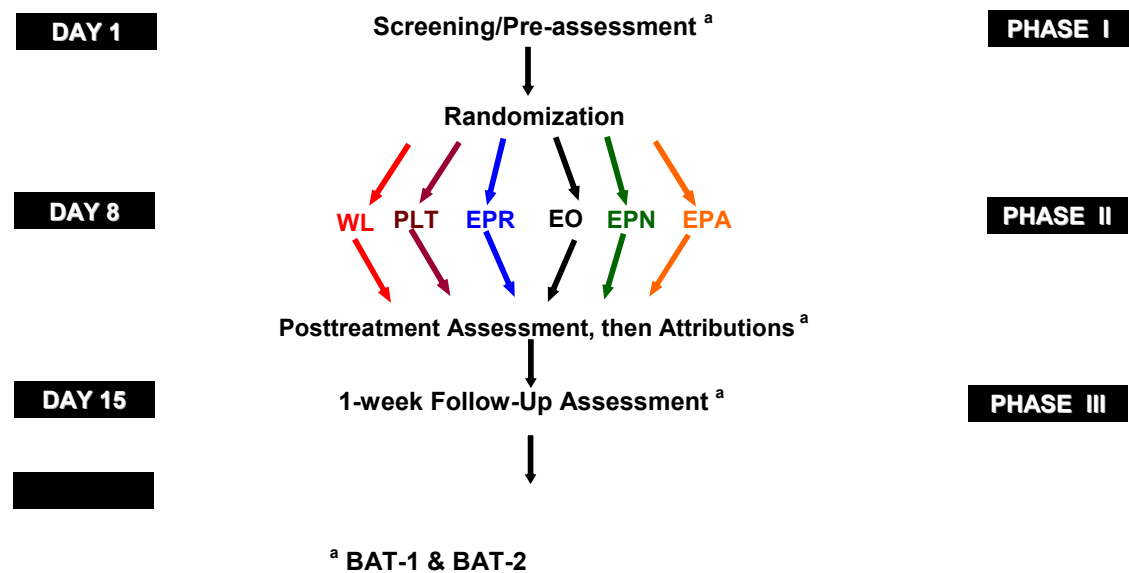 DAY 1 Screening/Pre-assessment a PHASE I
Randomization
DAY 8 WL PLT EPR EO EPN EPA PHASE II
Posttreatment Assessment, then Attributions a
DAY 15 1-week Follow-Up Assessment a PHASE III
a BAT-1 & BAT-2